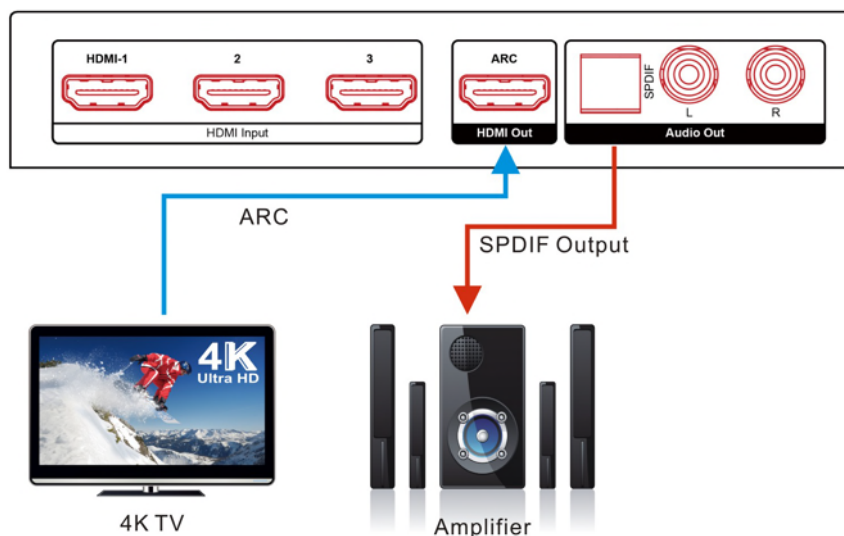 HDMI-1 2 3 ARC
SPDIF
L R
HDMI Input HDMI Out Audio Out
ARC
SPDIF Output
4K
Ultra HD
4K TV
Amplifier